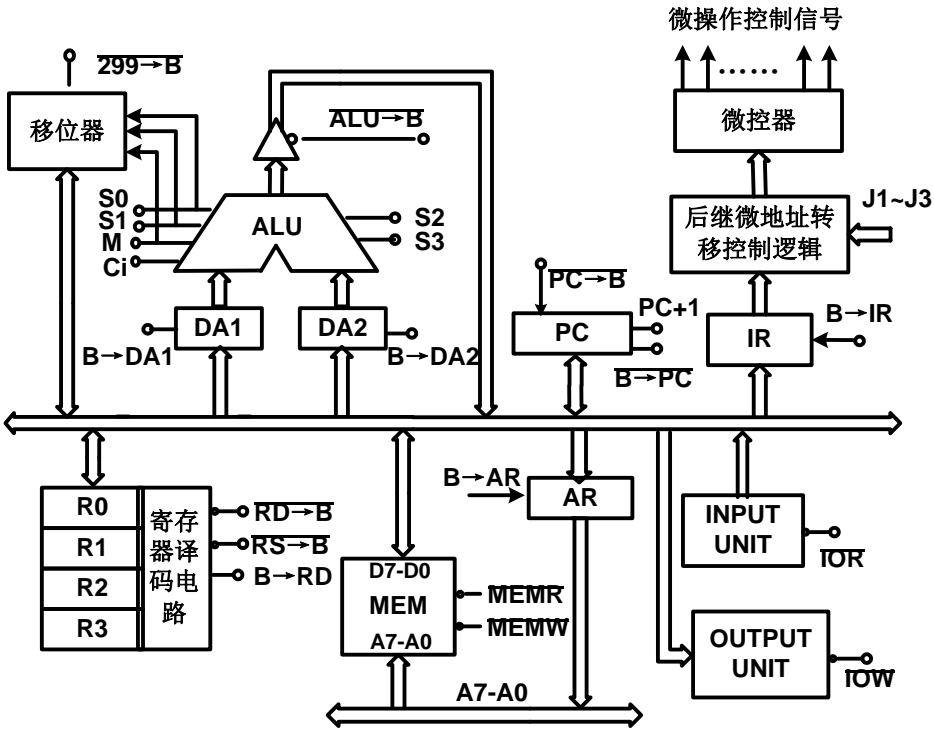 微操作控制信号
299→B
······
移位器
ALU→B
微控器
S0
S1
M
Ci
ALU
S2
S3
后继微地址转
移控制逻辑
J1~J3
PC→B
PC+1
B→IR
DA1
DA2
PC
IR
B→DA1
B→DA2
B→PC
B→AR
AR
R0
R1
R2
R3
寄存
器译
码电
路
RD→B
RS→B
B→RD
D7-D0
MEM
A7-A0
MEMR
MEMW
INPUT
UNIT
IOR
OUTPUT
UNIT
IOW
A7-A0